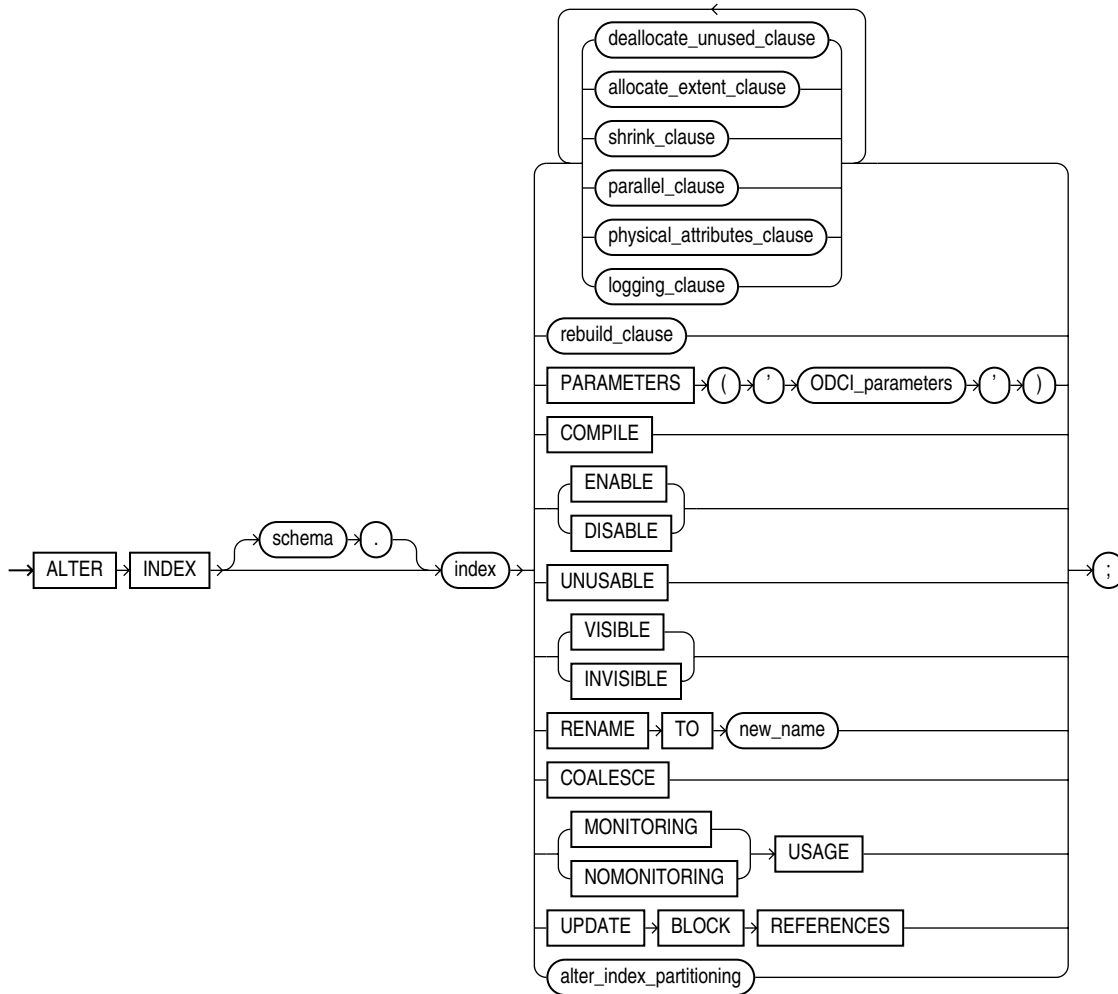 deallocate_unused_clause
allocate_extent_clause
shrink_clause
parallel_clause
physical_attributes_clause
logging_clause
rebuild_clause
PARAMETERS ( ’ ODCI_parameters ’ )
COMPILE
ENABLE
DISABLE
schema .
ALTER INDEX index ;
UNUSABLE
VISIBLE
INVISIBLE
RENAME TO new_name
COALESCE
MONITORING
USAGE
NOMONITORING
UPDATE BLOCK REFERENCES
alter_index_partitioning